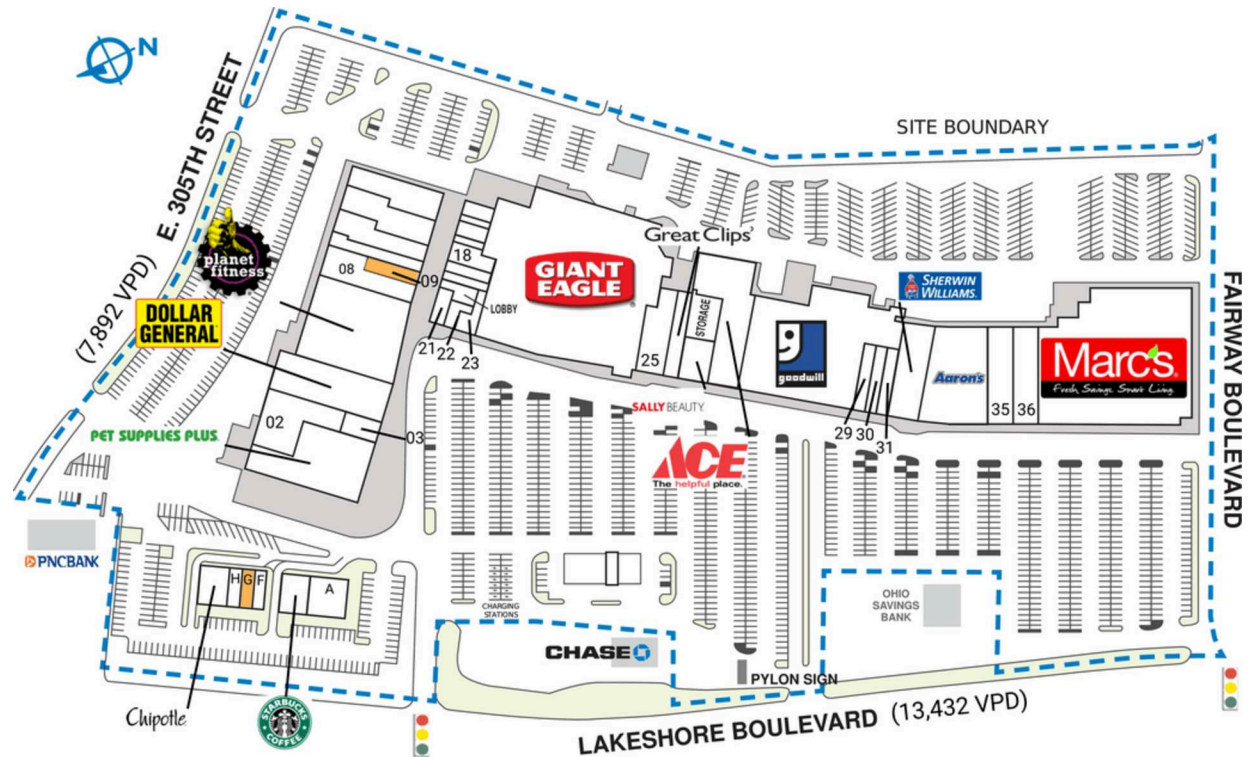 N
SITE BOUNDARY
E. 305TH STREET
(7,892 VPD)
planet
fitness
DOLLAR
GENERAL
PET SUPPLIES PLUS
PNCBANK
08
09
02
03
18
LOBBY
21
22
23
GIANT
EAGLE
Great Clips
STORAGE
25
SALLY BEAUTY
ACE
The helpful place.
goodwill
SHERWIN
WILLIAMS.
29
30
31
Aaron's
35
36
Marc's
Fresh. Savings. Smart Living.
FAIRWAY BOULEVARD
H
G
F
A
CHARGING
STATIONS
OHIO
SAVINGS
BANK
CHASE
PYLON SIGN
Chipotle
STARBUCKS
COFFEE
LAKESHORE BOULEVARD (13,432 VPD)